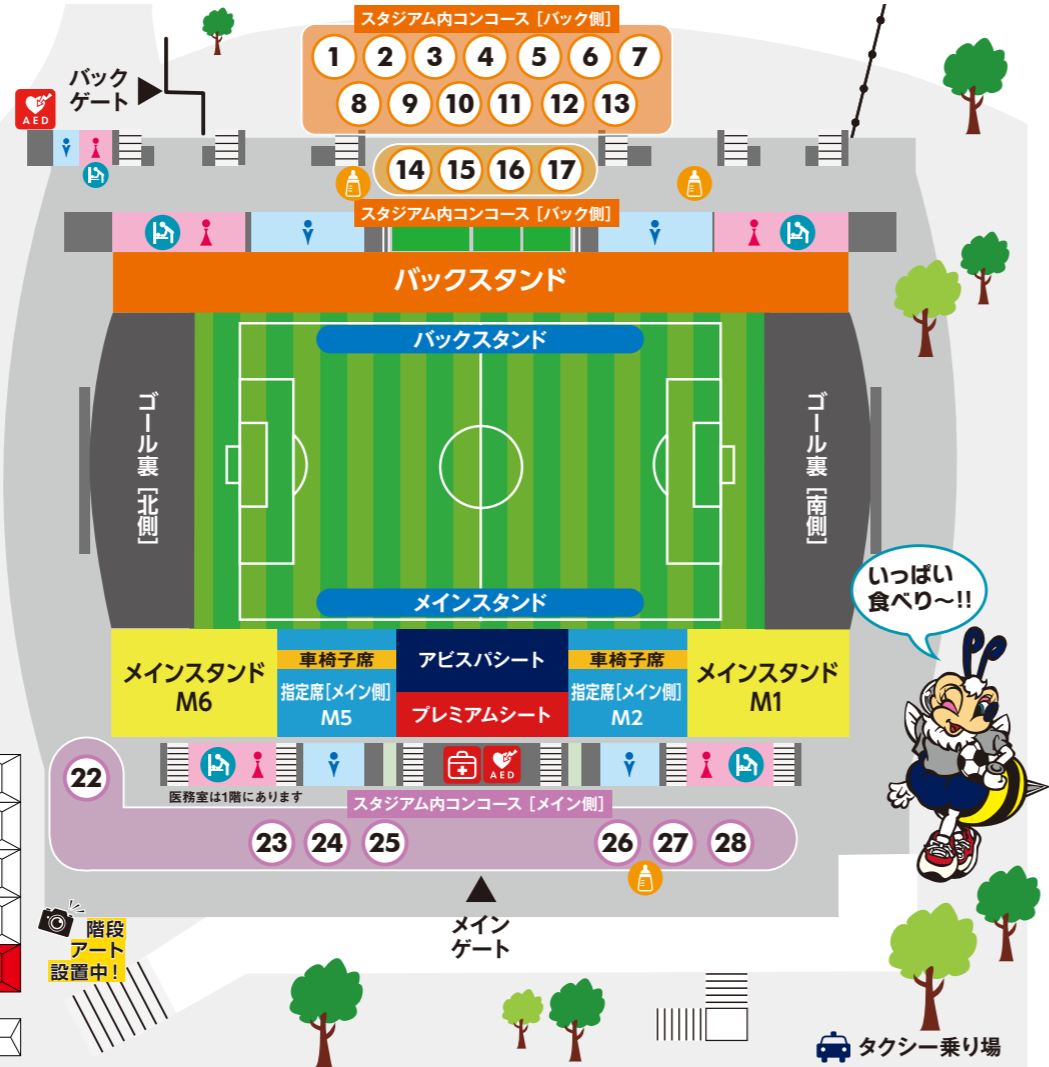 スタジアム内コンコース［バック側］
1 2 3 4 5 6 7
8 9 10 11 12 13
バック
ゲート
AED
14 15 16 17
スタジアム内コンコース［バック側］
バックスタンド
バックスタンド
ゴール裏［北側］
ゴール裏［南側］
メインスタンド
いっぱい
食べり〜!!
メインスタンド
M6
車椅子席
指定席［メイン側］
M5
アビスパシート
プレミアムシート
車椅子席
指定席［メイン側］
M2
メインスタンド
M1
22
AED
医務室は1階にあります
スタジアム内コンコース［メイン側］
23 24 25 26 27 28
メイン
ゲート
階段
アート
設置中！
タクシー乗り場